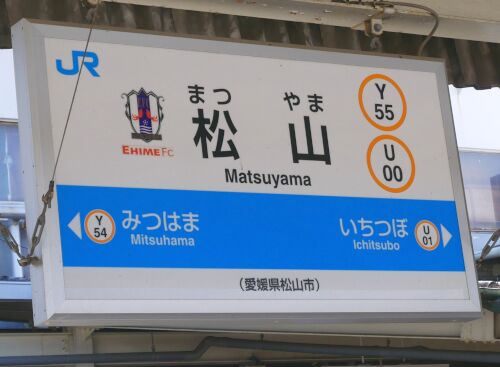 JR
まつ やま
松山
EHIME FC
Matsuyama
Y
55
U
00
Y
54
みつはま
Mitsuhama
いちつぼ
Ichitsubo
U
01
（愛媛県松山市）